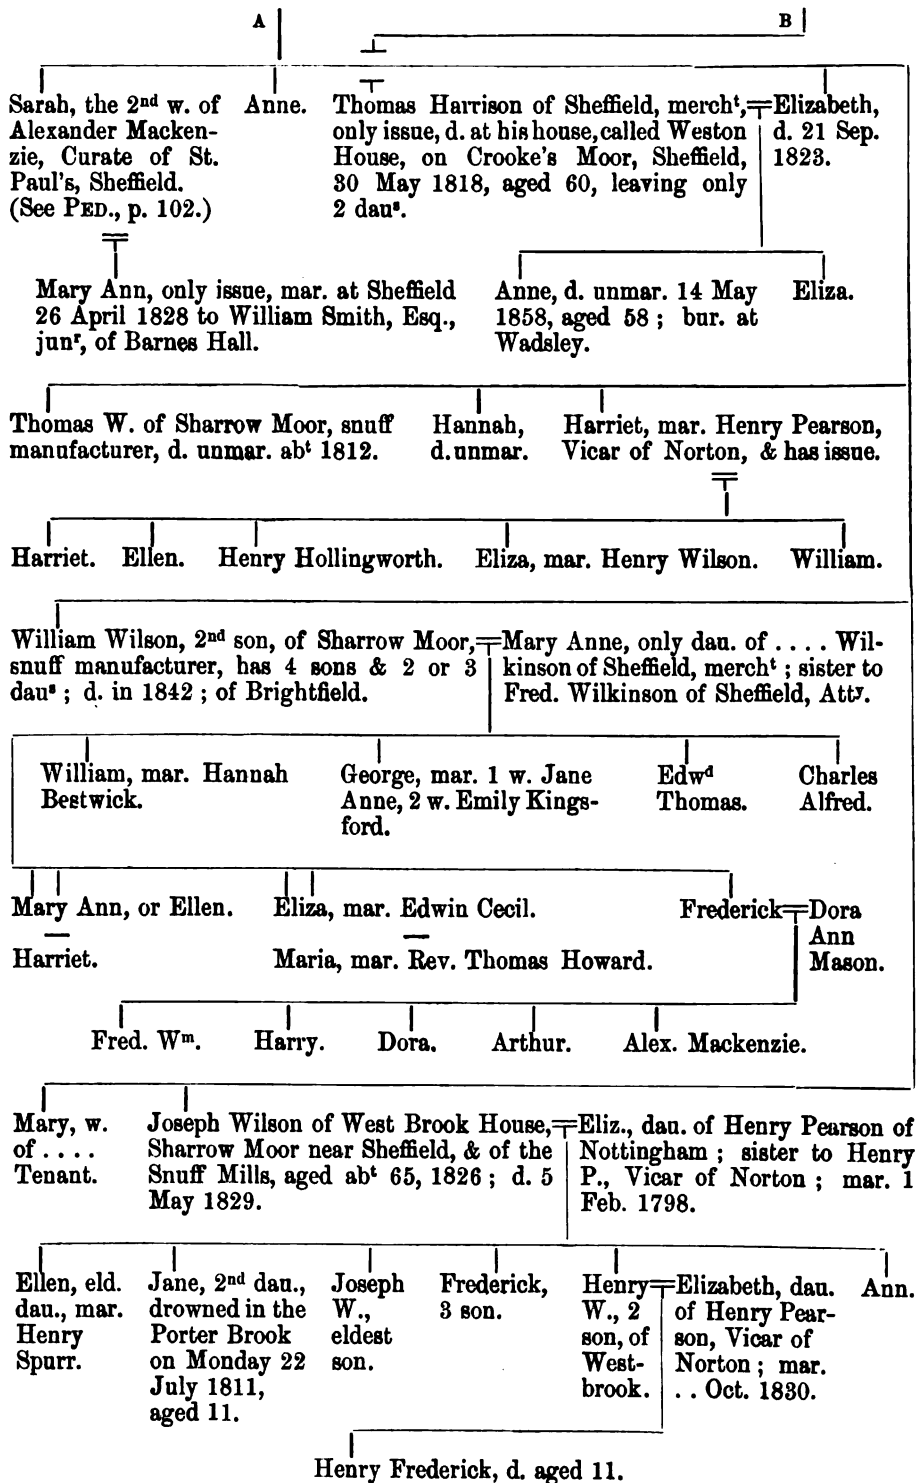 A B
Sarah, the 2nd w. of
Alexander Macken-
zie, Curate of St.
Paul's, Sheffield.
(See PED., p. 102.)
Anne.
Thomas Harrison of Sheffield, mercht,
only issue, d. at his house, called Weston
House, on Crooke's Moor, Sheffield,
30 May 1818, aged 60, leaving only
2 daus.
Elizabeth,
d. 21 Sep.
1823.
Mary Ann, only issue, mar. at Sheffield
26 April 1828 to William Smith, Esq.,
junr, of Barnes Hall.
Anne, d. unmar. 14 May
1858, aged 58; bur. at
Wadsley.
Eliza.
Thomas W. of Sharrow Moor, snuff
manufacturer, d. unmar. abt 1812.
Hannah,
d. unmar.
Harriet, mar. Henry Pearson,
Vicar of Norton, & has issue.
Harriet. Ellen. Henry Hollingworth. Eliza, mar. Henry Wilson. William.
William Wilson, 2nd son, of Sharrow Moor,
snuff manufacturer, has 4 sons & 2 or 3
daus; d. in 1842; of Brightfield.
Mary Anne, only dau. of .... Wil-
kinson of Sheffield, mercht; sister to
Fred. Wilkinson of Sheffield, Atty.
William, mar. Hannah
Bestwick.
George, mar. 1 w. Jane
Anne, 2 w. Emily Kings-
ford.
Edwd
Thomas.
Charles
Alfred.
Mary Ann, or Ellen.
Harriet.
Eliza, mar. Edwin Cecil.
Maria, mar. Rev. Thomas Howard.
Frederick
Dora
Ann
Mason.
Fred. Wm. Harry. Dora. Arthur. Alex. Mackenzie.
Mary, w.
of ....
Tenant.
Joseph Wilson of West Brook House,
Sharrow Moor near Sheffield, & of the
Snuff Mills, aged abt 65, 1826; d. 5
May 1829.
Eliz., dau. of Henry Pearson of
Nottingham; sister to Henry
P., Vicar of Norton; mar. 1
Feb. 1798.
Ellen, eld.
dau., mar.
Henry
Spurr.
Jane, 2nd dau.,
drowned in the
Porter Brook
on Monday 22
July 1811,
aged 11.
Joseph
W.,
eldest
son.
Frederick,
3 son.
Henry
W., 2
son, of
West-
brook.
Elizabeth, dau.
of Henry Pear-
son, Vicar of
Norton; mar.
.. Oct. 1830.
Ann.
Henry Frederick, d. aged 11.